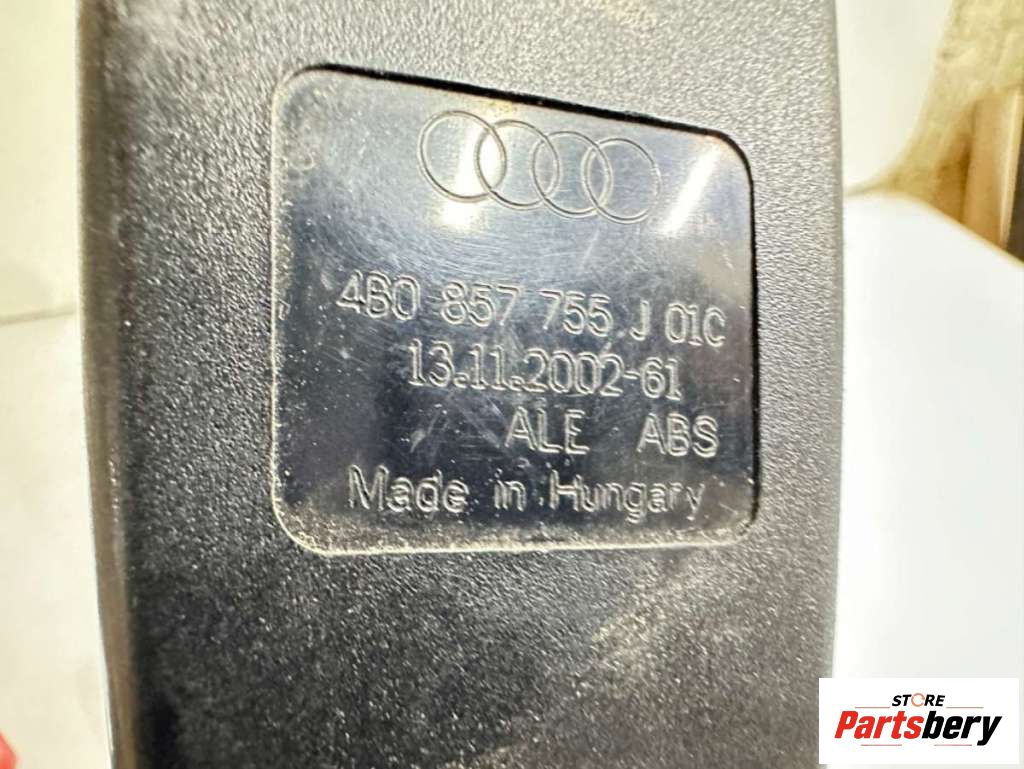 4B0 857 755 J 01C
13.11.2002-61
ALE ABS
Made in Hungary
STORE
Partsbery